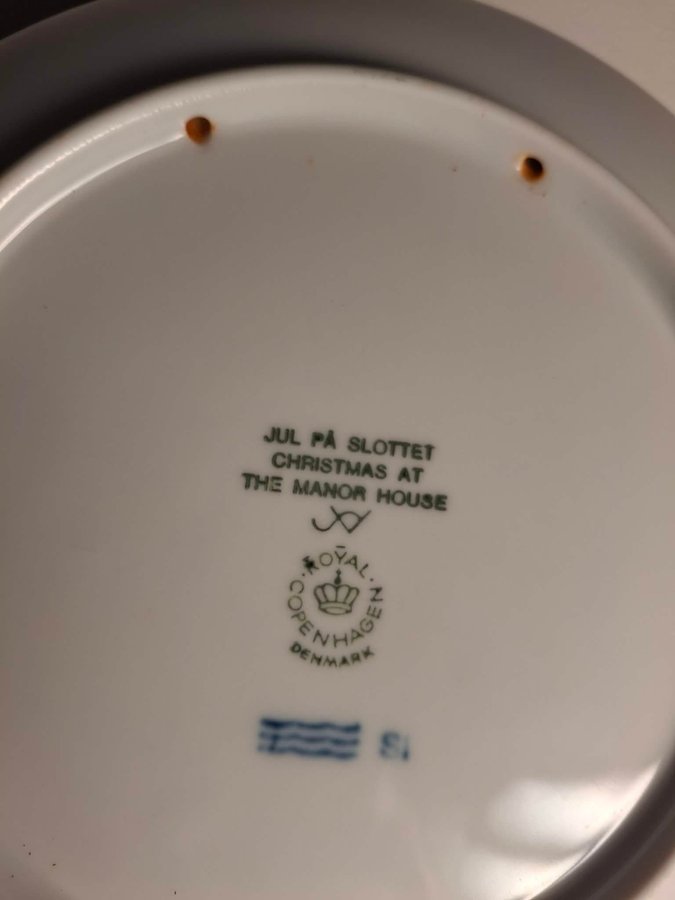 JUL PÅ SLOTTET
CHRISTMAS AT
THE MANOR HOUSE
ROYAL
COPENHAGEN
DENMARK